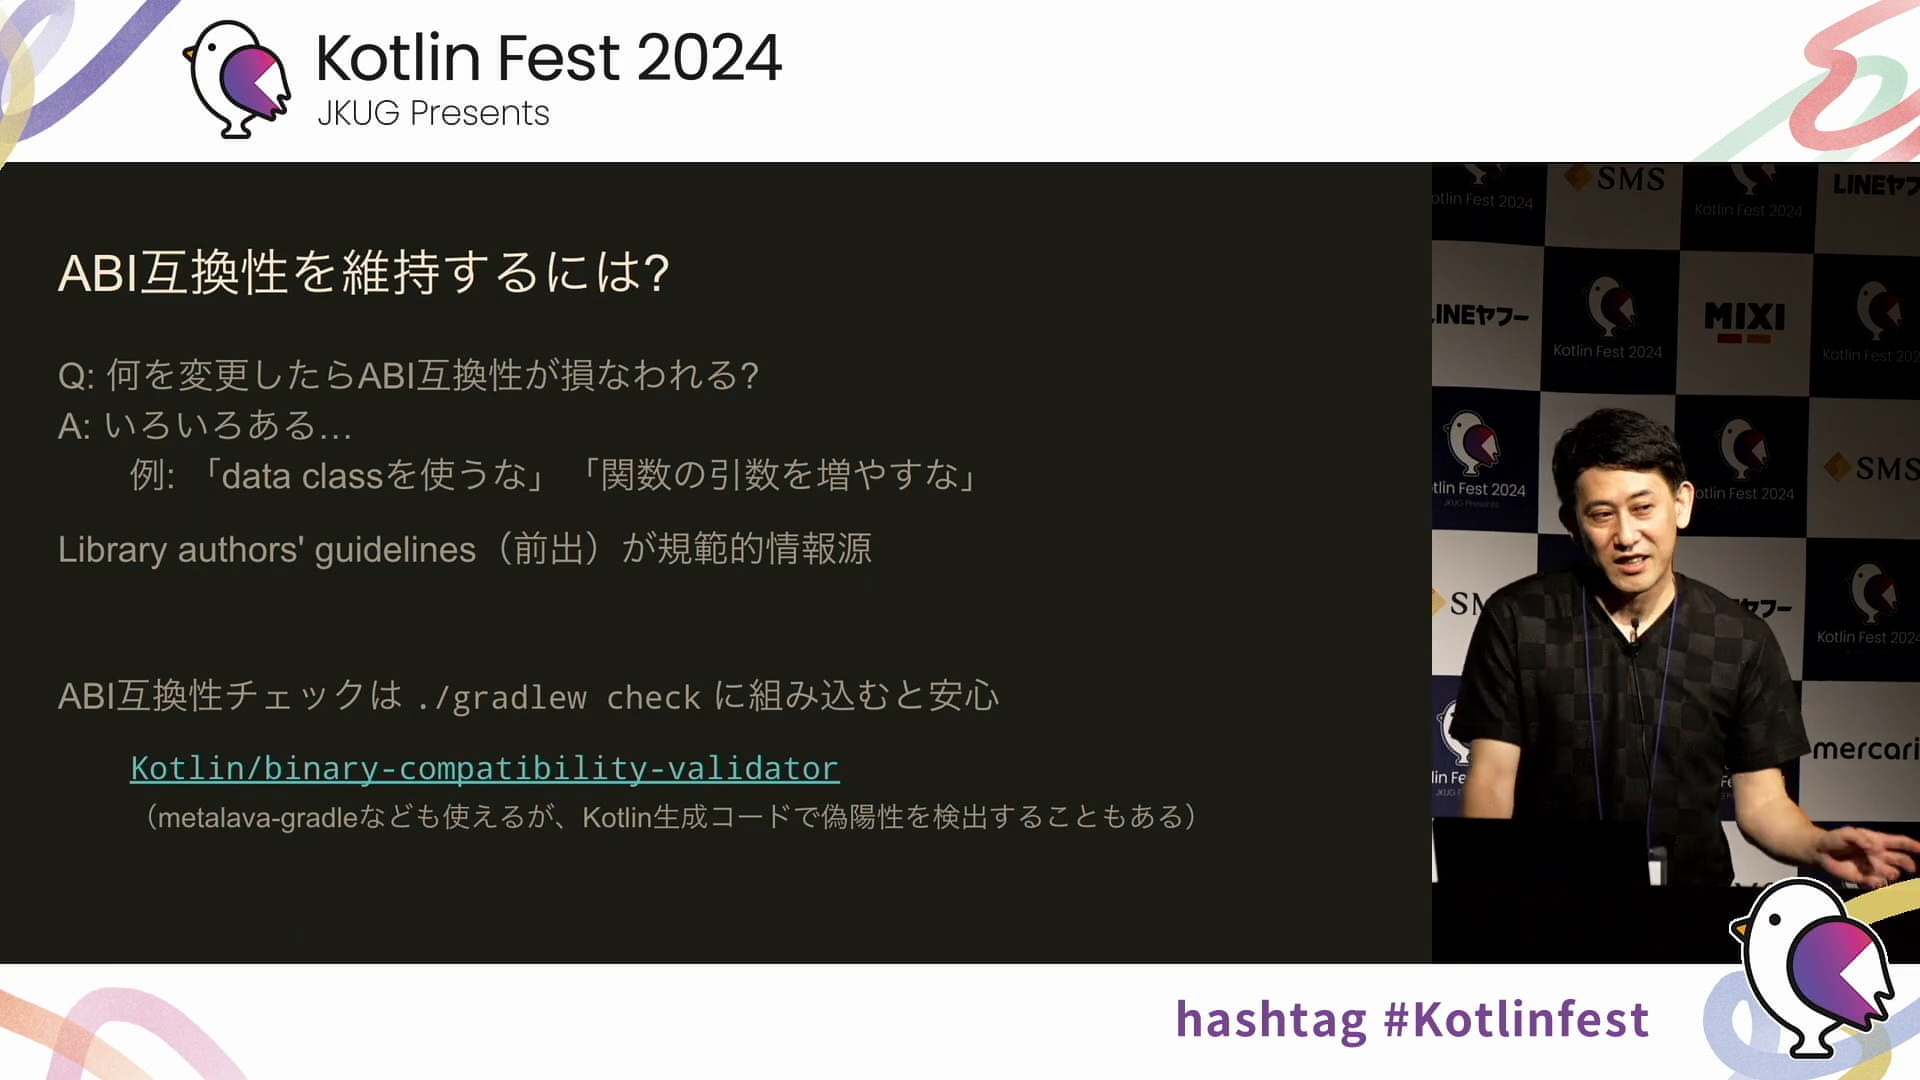 Kotlin Fest 2024
JKUG Presents
ABI互換性を維持するには?
Q: 何を変更したらABI互換性が損なわれる?
A: いろいろある…
例: 「data classを使うな」「関数の引数を増やすな」
Library authors' guidelines（前出）が規範的情報源
ABI互換性チェックは ./gradlew check に組み込むと安心
Kotlin/binary-compatibility-validator
（metalava-gradleなども使えるが、Kotlin生成コードで偽陽性を検出することもある）
SMS
Kotlin Fest 2024
LINEヤフー
Kotlin Fest 2024
MIXI
Kotlin Fest 2024
SMS
mercari
hashtag #Kotlinfest